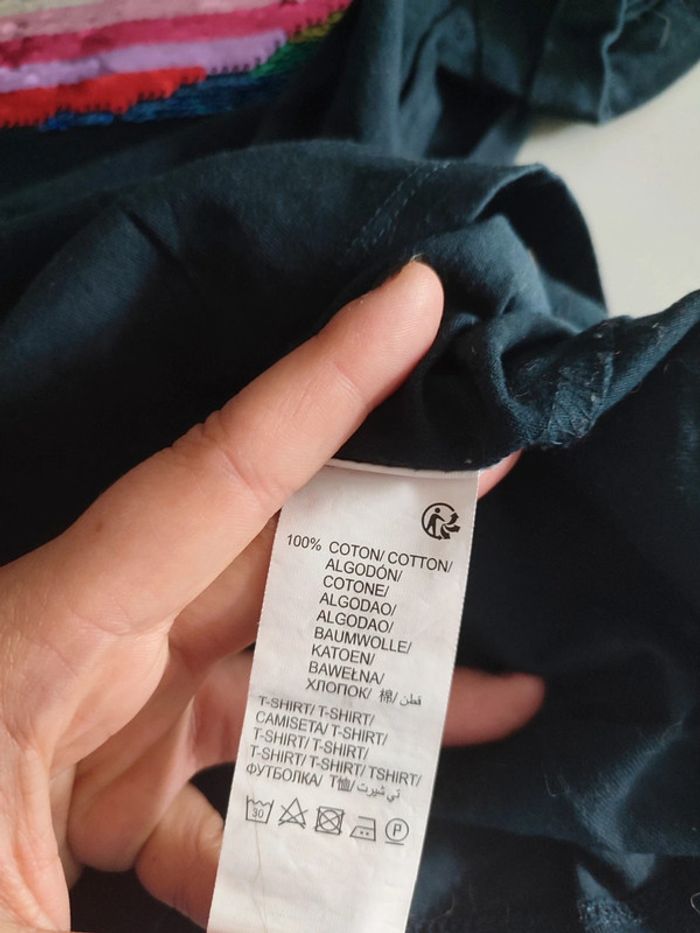 100% COTON/ COTTON/
ALGODÓN/
COTONE/
ALGODAO/
ALGODAO/
BAUMWOLLE/
KATOEN/
BAWEŁNA/
ХЛОПОК/ 棉/ قطن
T-SHIRT/ T-SHIRT/
CAMISETA/ T-SHIRT/
T-SHIRT/ T-SHIRT/
T-SHIRT/ T-SHIRT/ TSHIRT/
ФУТБОЛКА/ T恤/ تي شيرت
30 P